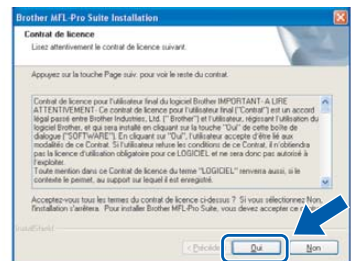 Brother MFL-Pro Suite Installation
Contrat de licence
Lisez attentivement le contrat de licence suivant.
Appuyez sur la touche Page suiv. pour voir le reste du contrat.
Contrat de licence pour l'utilisateur final du logiciel Brother IMPORTANT - A LIRE
ATTENTIVEMENT - Ce contrat de licence pour l'utilisateur final ("Contrat") est un accord
légal passé entre Brother Industries, Ltd. (" Brother") et l'utilisateur, régissant l'utilisation du
logiciel Brother, et qui sera installé en cliquant sur la touche "Oui" de cette boîte de
dialogue ("SOFTWARE"). En cliquant sur "Oui", l'utilisateur accepte d'être lié aux
modalités de ce Contrat. Si l'utilisateur refuse les conditions de ce Contrat, il n'obtiendra
pas la licence d'utilisation obligatoire pour ce LOGICIEL et ne sera donc pas autorisé à
l'exploiter.
Toute mention dans ce Contrat de licence du terme "LOGICIEL" renverra aussi, si le
contexte le permet, au support sur lequel il est enregistré.
Acceptez-vous tous les termes du contrat de licence ci-dessus ? Si vous sélectionnez Non,
l'installation s'arrêtera. Pour installer Brother MFL-Pro Suite, vous devez accepter ce
InstallShield
< Précéde
Oui
Non